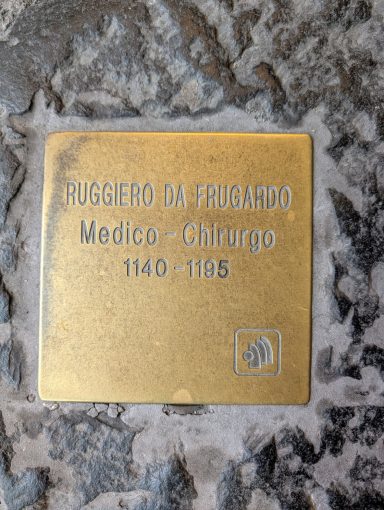 RUGGIERO DA FRUGARDO
Medico - Chirurgo
1140 - 1195